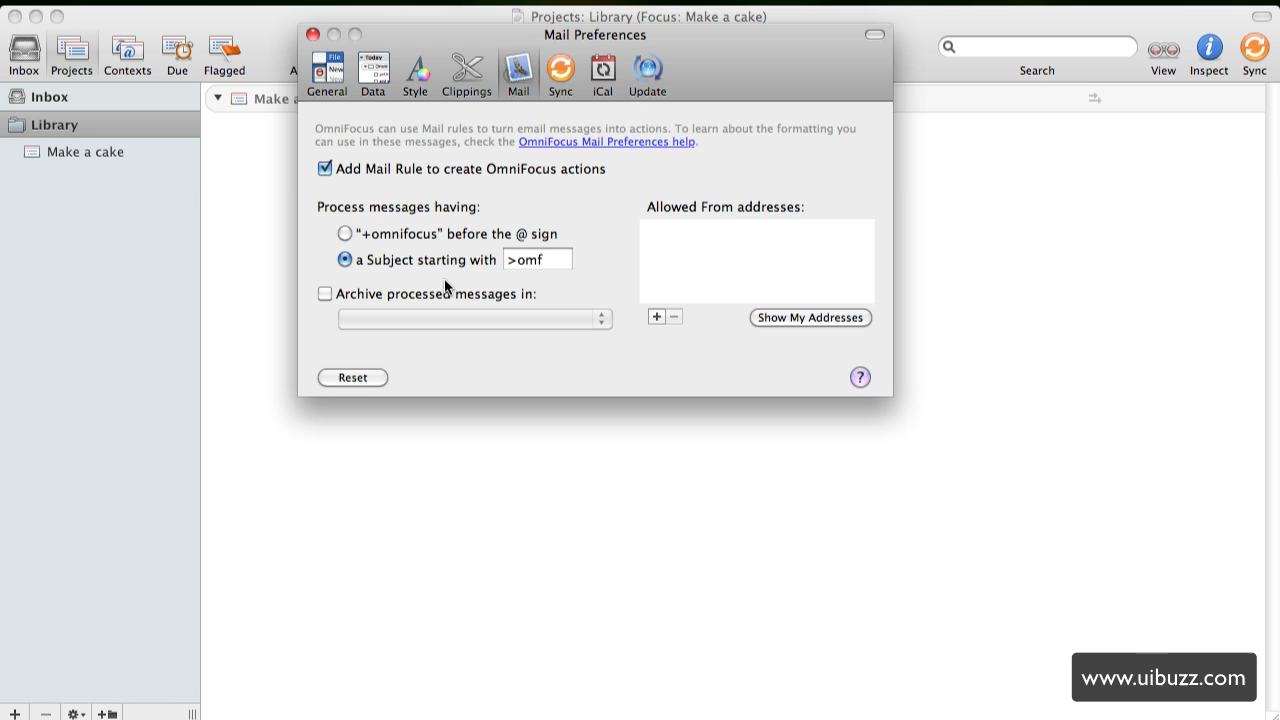 Projects: Library (Focus: Make a cake)
Mail Preferences
Inbox Projects Contexts Due Flagged
General Data Style Clippings Mail Sync iCal Update
Search View Inspect Sync
Inbox
Library
Make a cake
Make a
OmniFocus can use Mail rules to turn email messages into actions. To learn about the formatting you
can use in these messages, check the OmniFocus Mail Preferences help.
Add Mail Rule to create OmniFocus actions
Process messages having:
"+omnifocus" before the @ sign
a Subject starting with >omf
Archive processed messages in:
Allowed From addresses:
Show My Addresses
Reset
?
www.uibuzz.com